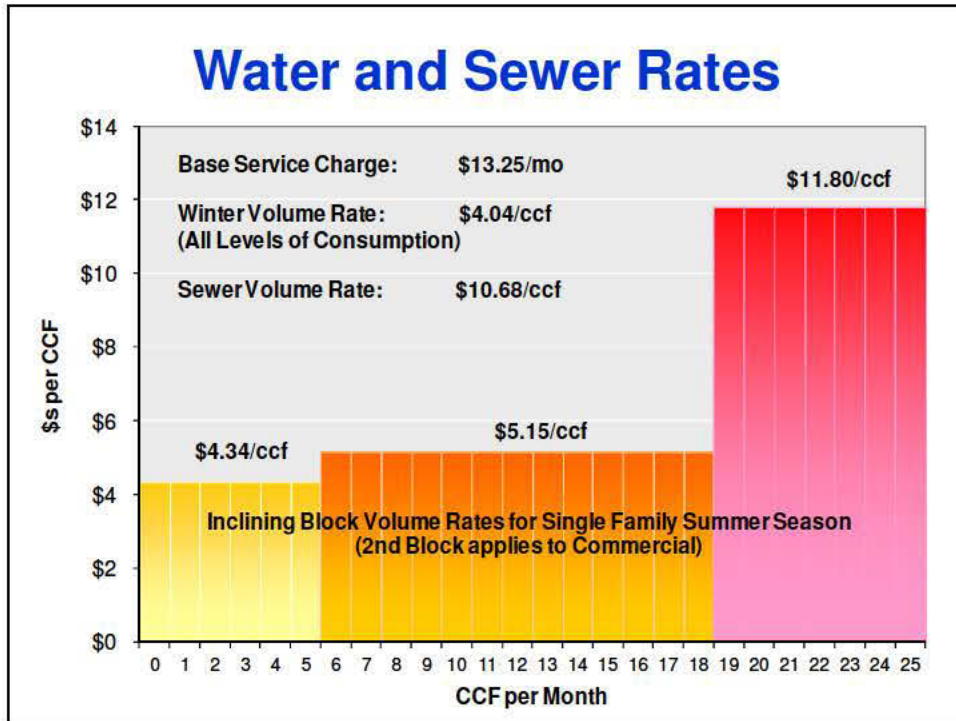 Water and Sewer Rates
$14
$12
$10
$8
$6
$4
$2
$0
$s per CCF
Base Service Charge: $13.25/mo
Winter Volume Rate: $4.04/ccf
(All Levels of Consumption)
Sewer Volume Rate: $10.68/ccf
$11.80/ccf
$5.15/ccf
$4.34/ccf
Inclining Block Volume Rates for Single Family Summer Season
(2nd Block applies to Commercial)
0 1 2 3 4 5 6 7 8 9 10 11 12 13 14 15 16 17 18 19 20 21 22 23 24 25
CCF per Month